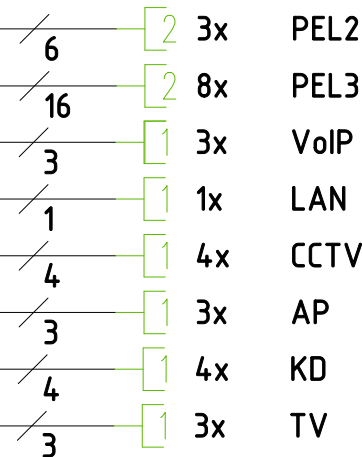 2 3x PEL2
6
2 8x PEL3
16
1 3x VoIP
3
1 1x LAN
1
1 4x CCTV
4
1 3x AP
3
1 4x KD
4
1 3x TV
3